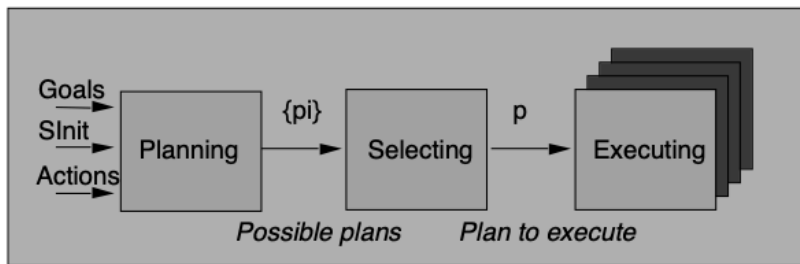 Goals
SInit
Actions
Planning
{pi}
Selecting
p
Executing
Possible plans
Plan to execute